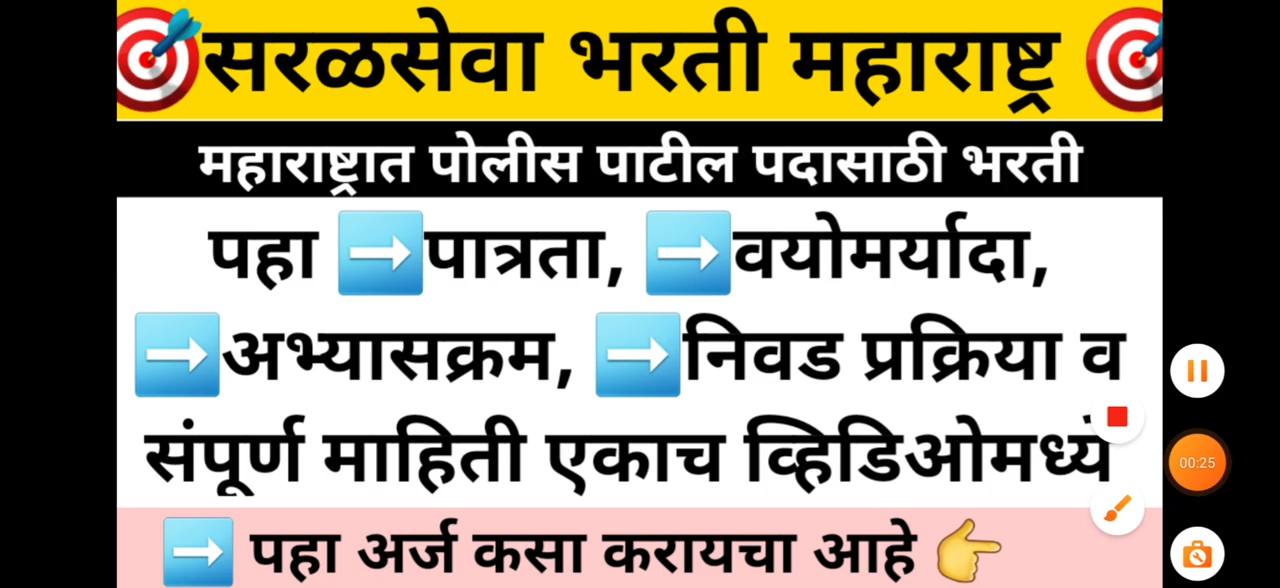 🎯सरळसेवा भरती महाराष्ट्र 🎯
महाराष्ट्रात पोलीस पाटील पदासाठी भरती
पहा ➡️पात्रता, ➡️वयोमर्यादा,
➡️अभ्यासक्रम, ➡️निवड प्रक्रिया व
संपूर्ण माहिती एकाच व्हिडिओमध्ये
➡️ पहा अर्ज कसा करायचा आहे 👉
00:25